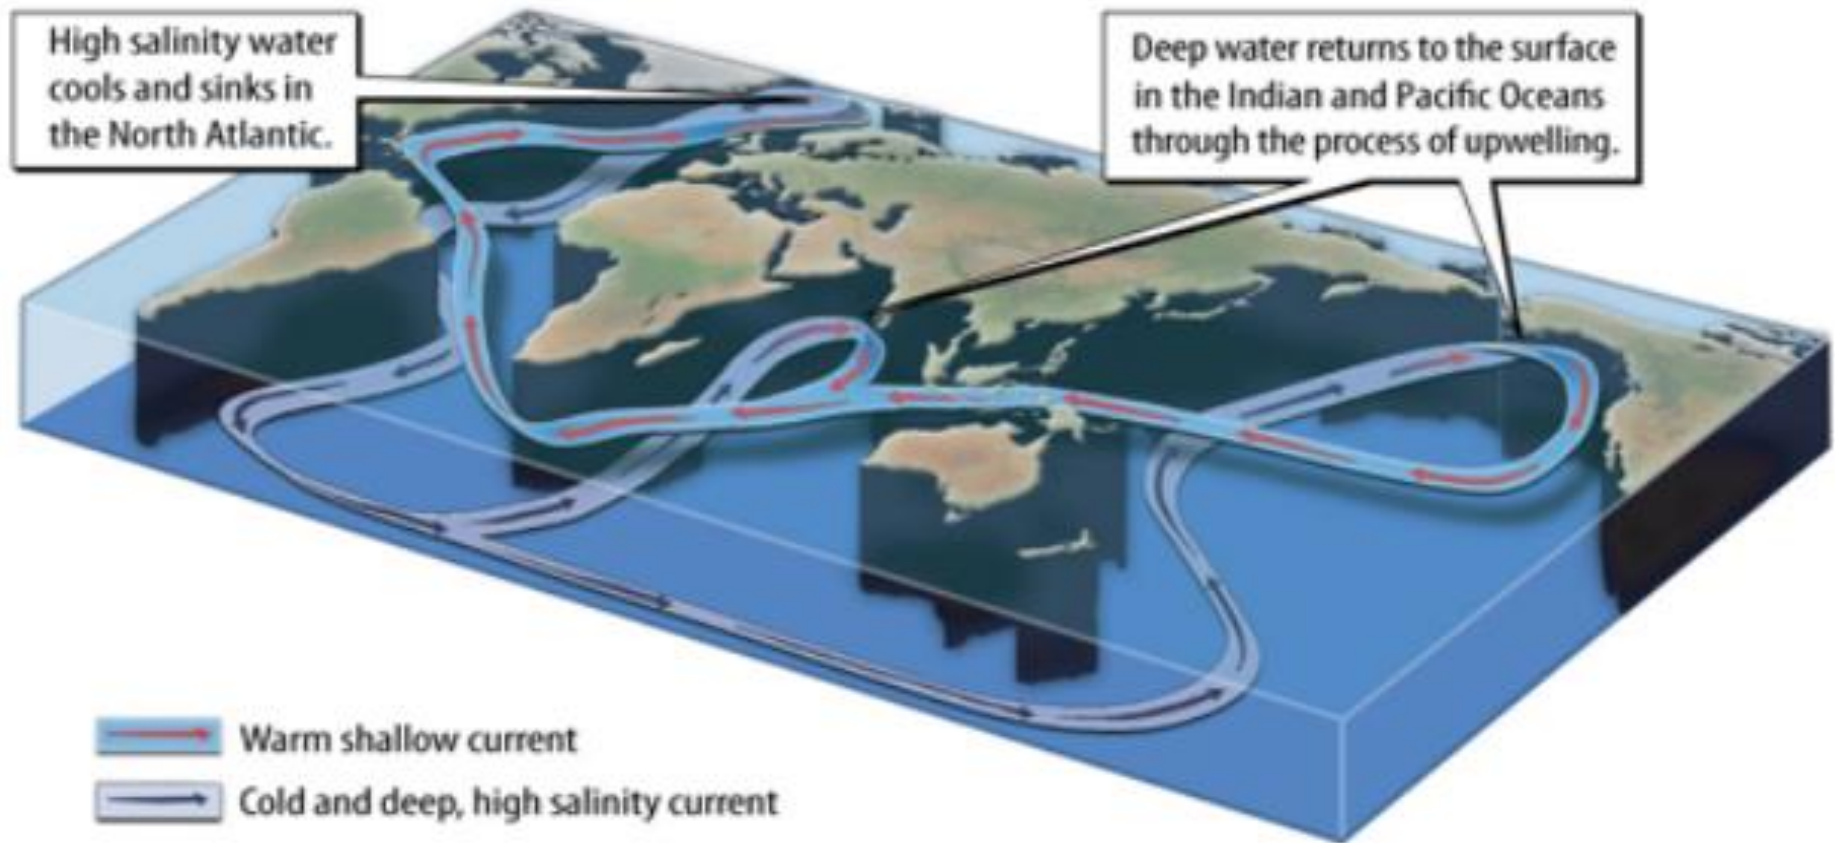 High salinity water
cools and sinks in
the North Atlantic.
Deep water returns to the surface
in the Indian and Pacific Oceans
through the process of upwelling.
Warm shallow current
Cold and deep, high salinity current